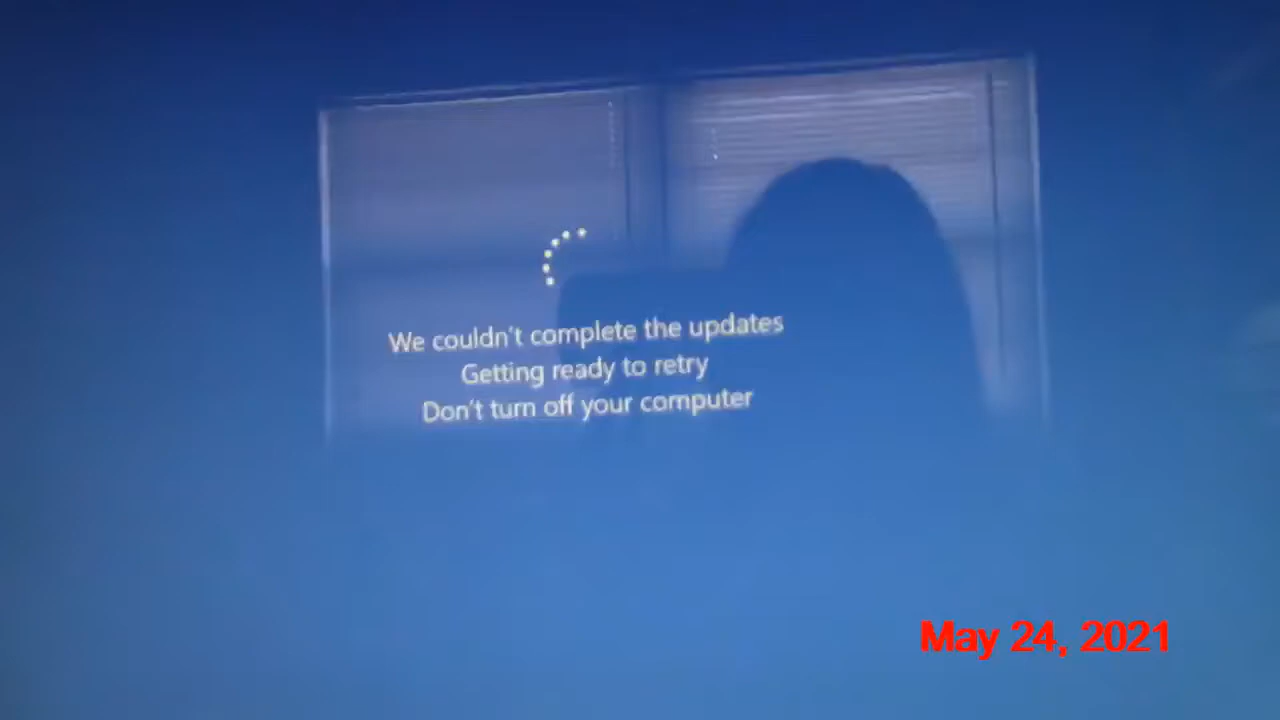 We couldn't complete the updates
Getting ready to retry
Don't turn off your computer
May 24, 2021